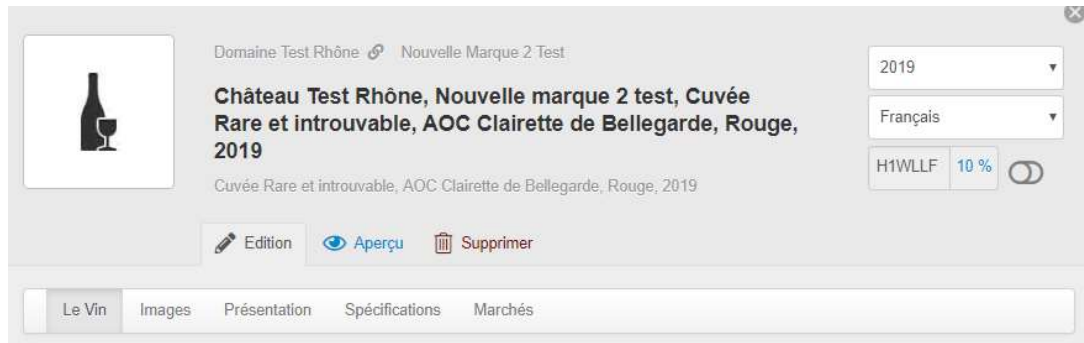 Domaine Test Rhône Nouvelle Marque 2 Test
Château Test Rhône, Nouvelle marque 2 test, Cuvée
Rare et introuvable, AOC Clairette de Bellegarde, Rouge,
2019
Cuvée Rare et introuvable, AOC Clairette de Bellegarde, Rouge, 2019
2019
Français
H1WLLF 10 %
Edition Aperçu Supprimer
Le Vin Images Présentation Spécifications Marchés